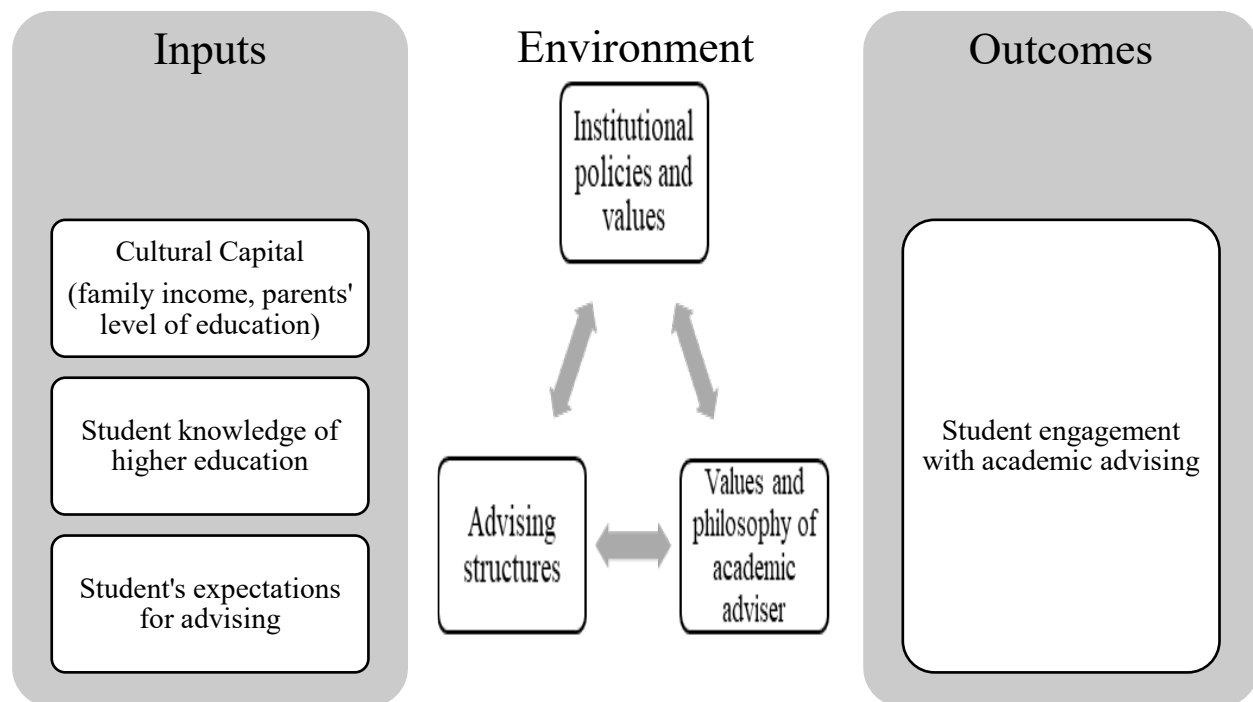 Inputs
Cultural Capital
(family income, parents'
level of education)
Student knowledge of
higher education
Student's expectations
for advising
Environment
Institutional
policies and
values
Advising
structures
Values and
philosophy of
academic
adviser
Outcomes
Student engagement
with academic advising